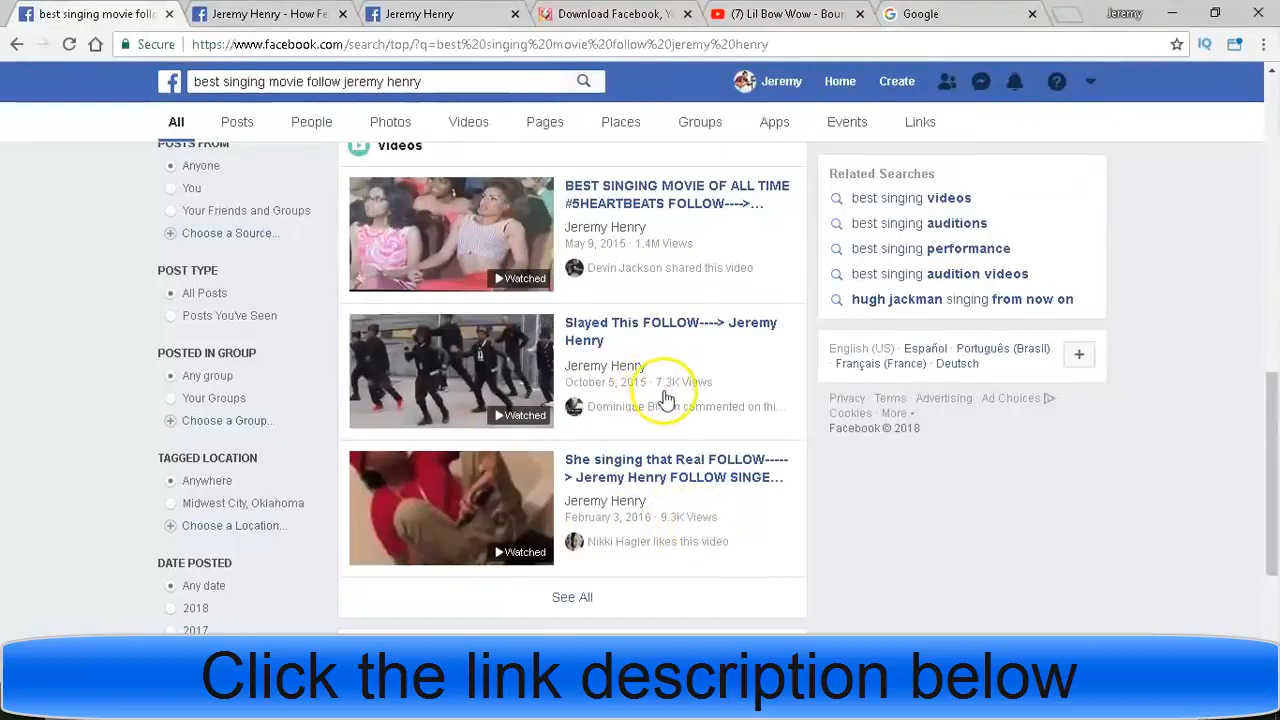 best singing movie follo
Jeremy Henry - How Fe
Jeremy Henry
Download Facebook, Yo
(7) Lil Bow Wow - Boun
Google
Jeremy
Secure
https://www.facebook.com/search/top/?q=best%20singing%20movie%20follow%20jeremy%20henry
best singing movie follow jeremy henry
Jeremy
Home
Create
All
Posts
People
Photos
Videos
Pages
Places
Groups
Apps
Events
Links
POSTS FROM
Anyone
You
Your Friends and Groups
Choose a Source...
POST TYPE
All Posts
Posts You've Seen
POSTED IN GROUP
Any group
Your Groups
Choose a Group...
TAGGED LOCATION
Anywhere
Midwest City, Oklahoma
Choose a Location...
DATE POSTED
Any date
2018
2017
Videos
BEST SINGING MOVIE OF ALL TIME
#5HEARTBEATS FOLLOW---->...
Jeremy Henry
May 9, 2015 · 1.4M Views
Devin Jackson shared this video
Watched
Slayed This FOLLOW----> Jeremy
Henry
Jeremy Henry
October 5, 2015 · 7.3K Views
Dominique commented on thi...
Watched
She singing that Real FOLLOW-----
> Jeremy Henry FOLLOW SINGE...
Jeremy Henry
February 3, 2016 · 9.3K Views
Nikki Hagler likes this video
Watched
See All
Related Searches
best singing videos
best singing auditions
best singing performance
best singing audition videos
hugh jackman singing from now on
English (US) · Español · Português (Brasil)
· Français (France) · Deutsch
Privacy · Terms · Advertising · Ad Choices
Cookies · More
Facebook © 2018
Click the link description below